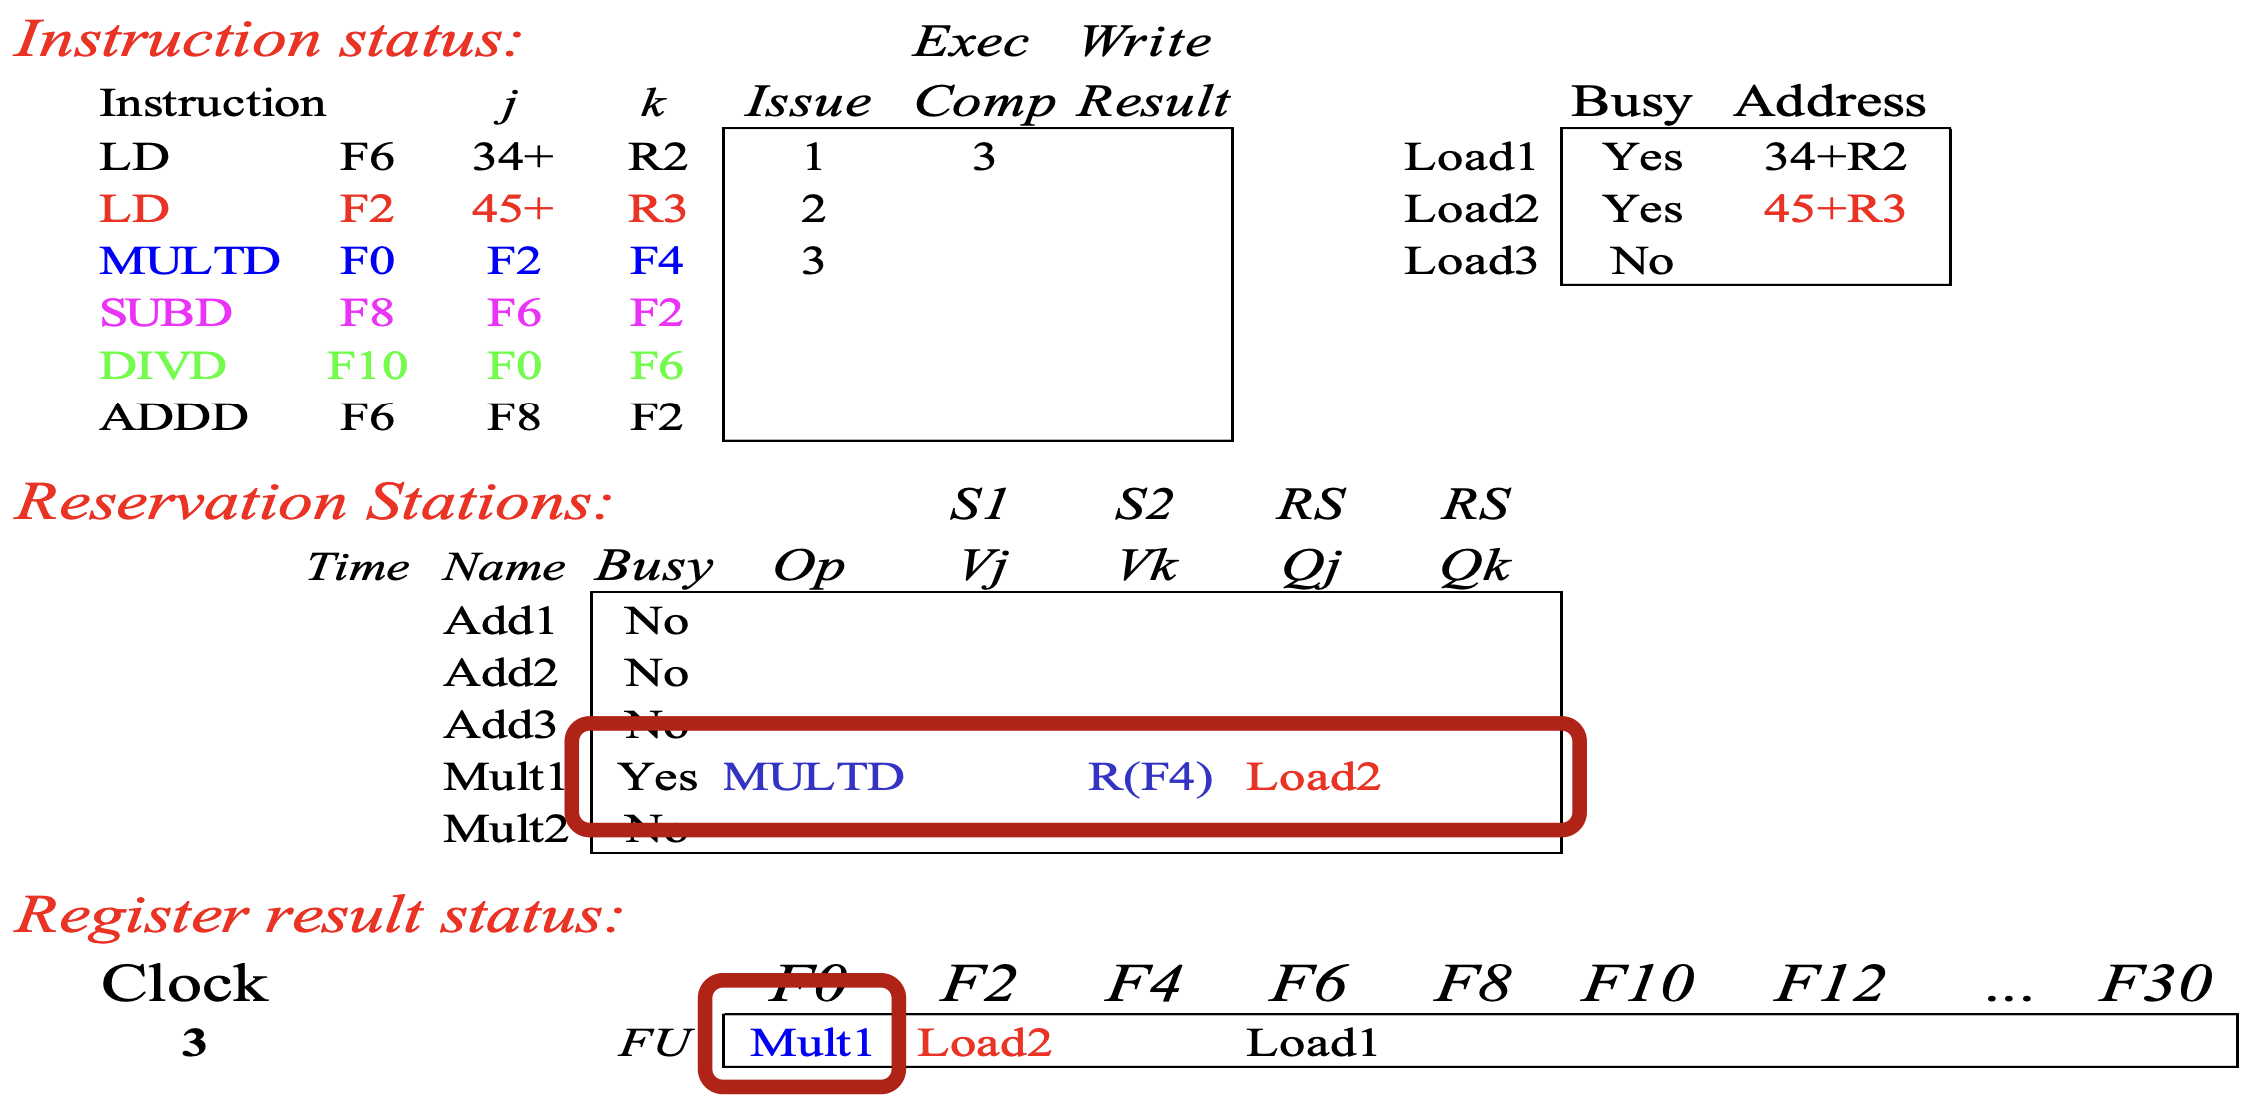 Instruction status: Exec Write
Instruction j k Issue Comp Result Busy Address
LD F6 34+ R2 1 3 Load1 Yes 34+R2
LD F2 45+ R3 2 Load2 Yes 45+R3
MULTD F0 F2 F4 3 Load3 No
SUBD F8 F6 F2
DIVD F10 F0 F6
ADDD F6 F8 F2
Reservation Stations: S1 S2 RS RS
Time Name Busy Op Vj Vk Qj Qk
Add1 No
Add2 No
Add3 No
Mult1 Yes MULTD R(F4) Load2
Mult2 No
Register result status:
Clock F0 F2 F4 F6 F8 F10 F12 ... F30
3 FU Mult1 Load2 Load1